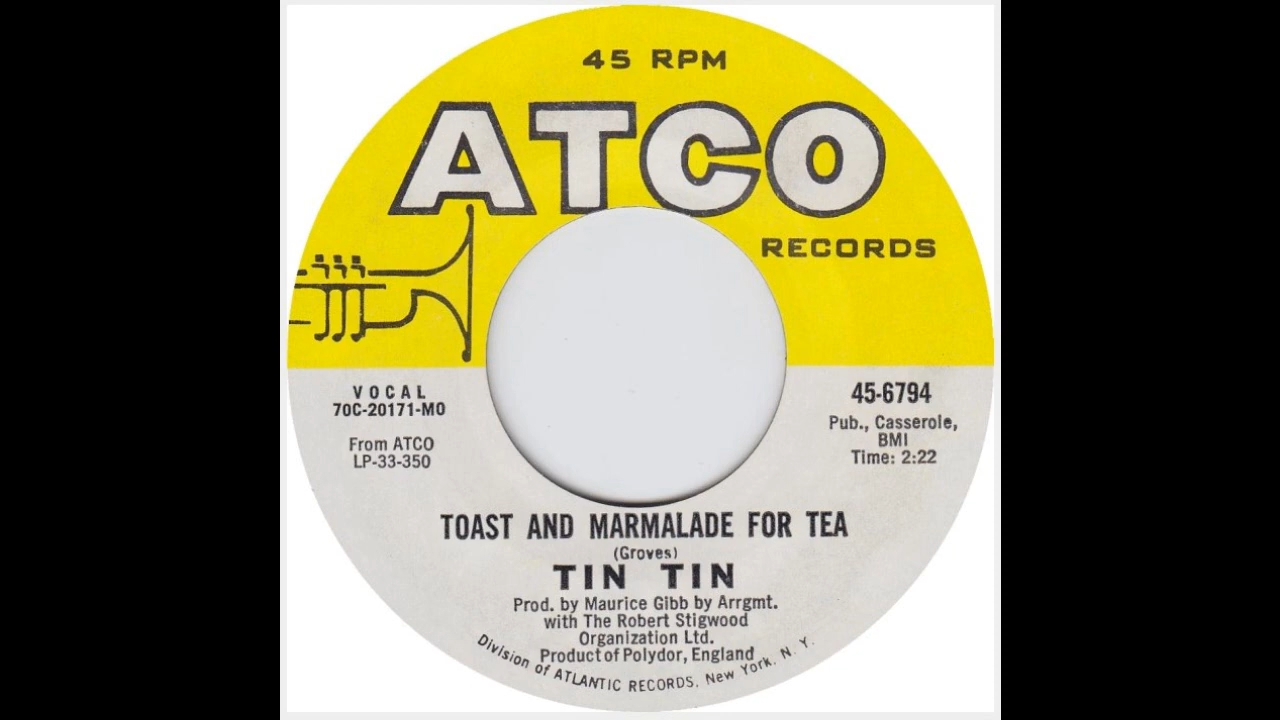 45 RPM
ATCO
RECORDS
VOCAL
70C-20171-MO
From ATCO
LP-33-350
45-6794
Pub., Casserole,
BMI
Time: 2:22
TOAST AND MARMALADE FOR TEA
(Groves)
TIN TIN
Prod. by Maurice Gibb by Arrgmt.
with The Robert Stigwood
Organization Ltd.
Product of Polydor, England
Division of ATLANTIC RECORDS. New York. N. Y.